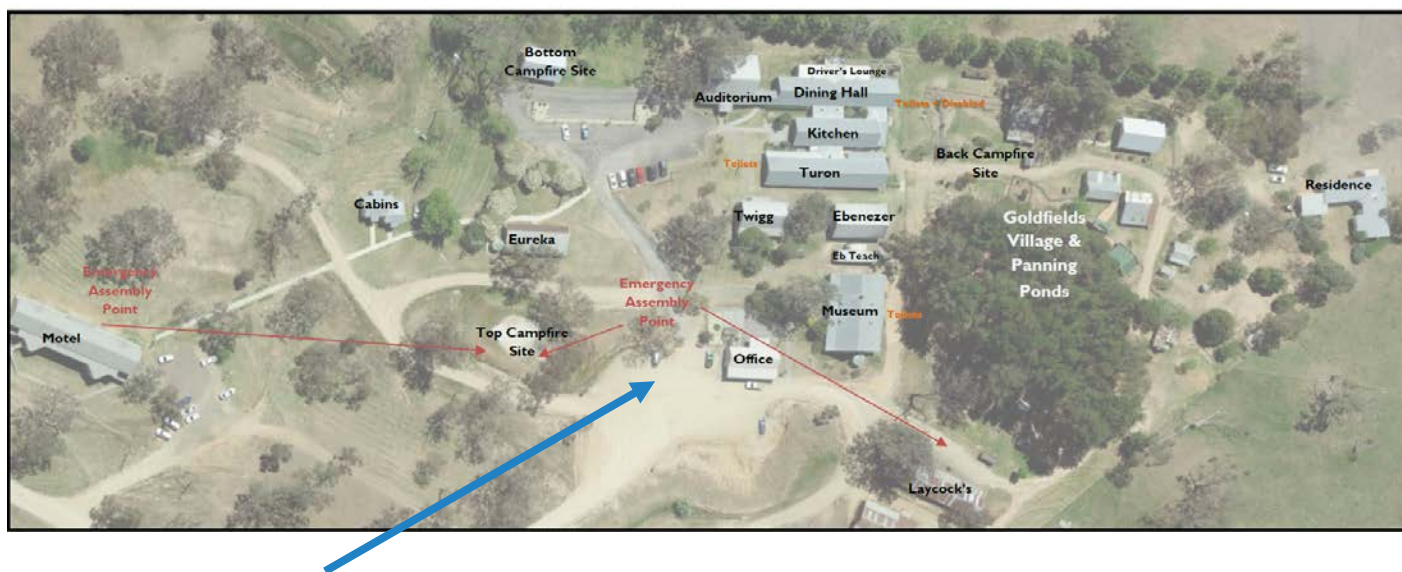 Bottom
Campfire Site
Driver's Lounge
Auditorium
Dining Hall
Toilets + Disabled
Kitchen
Back Campfire
Site
Toilets
Turon
Residence
Cabins
Twigg
Ebenezer
Goldfields
Village &
Panning
Ponds
Eureka
Eb Teach
Emergency
Assembly
Point
Emergency
Assembly
Point
Museum
Toilets
Motel
Top Campfire
Site
Office
Laycock's